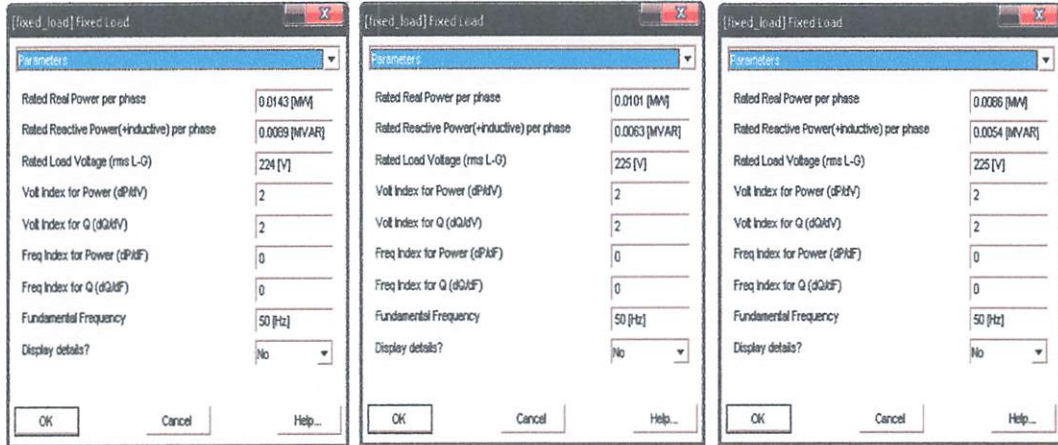 [fixed_load] Fixed Load
X
Parameters
Rated Real Power per phase 0.0143 [MW]
Rated Reactive Power(+inductive) per phase 0.0089 [MVAR]
Rated Load Voltage (rms L-G) 224 [V]
Volt Index for Power (dP/dV) 2
Volt Index for Q (dQ/dV) 2
Freq Index for Power (dP/dF) 0
Freq Index for Q (dQ/dF) 0
Fundamental Frequency 50 [Hz]
Display details? No
OK Cancel Help...
[fixed_load] Fixed Load
X
Parameters
Rated Real Power per phase 0.0101 [MW]
Rated Reactive Power(+inductive) per phase 0.0063 [MVAR]
Rated Load Voltage (rms L-G) 225 [V]
Volt Index for Power (dP/dV) 2
Volt Index for Q (dQ/dV) 2
Freq Index for Power (dP/dF) 0
Freq Index for Q (dQ/dF) 0
Fundamental Frequency 50 [Hz]
Display details? No
OK Cancel Help...
[fixed_load] Fixed Load
X
Parameters
Rated Real Power per phase 0.0086 [MW]
Rated Reactive Power(+inductive) per phase 0.0054 [MVAR]
Rated Load Voltage (rms L-G) 225 [V]
Volt Index for Power (dP/dV) 2
Volt Index for Q (dQ/dV) 2
Freq Index for Power (dP/dF) 0
Freq Index for Q (dQ/dF) 0
Fundamental Frequency 50 [Hz]
Display details? No
OK Cancel Help...